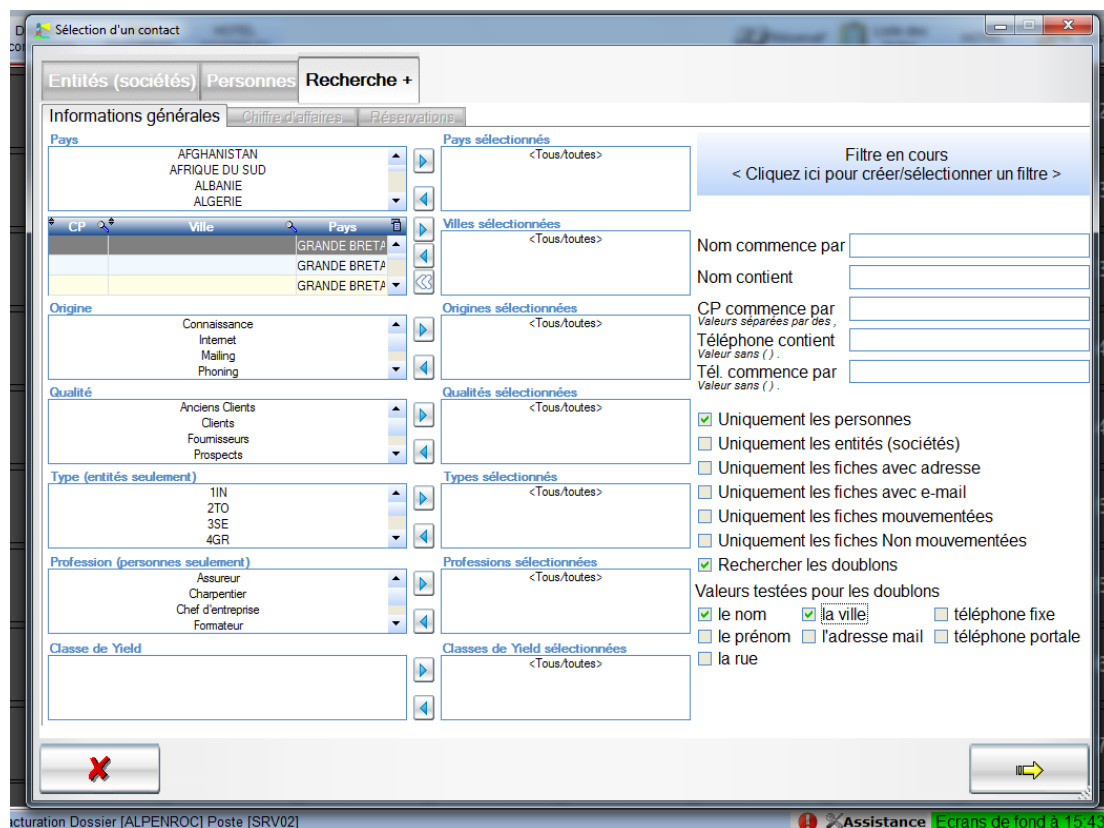 Sélection d'un contact
Entités (sociétés) Personnes Recherche +
Informations générales Chiffre d'affaires Réservations
Pays
AFGHANISTAN
AFRIQUE DU SUD
ALBANIE
ALGERIE
Pays sélectionnés
<Tous/toutes>
CP Ville Pays
GRANDE BRETA
GRANDE BRETA
GRANDE BRETA
Villes sélectionnées
<Tous/toutes>
Origine
Connaissance
Internet
Mailing
Phoning
Origines sélectionnées
<Tous/toutes>
Qualité
Anciens Clients
Clients
Fournisseurs
Prospects
Qualités sélectionnées
<Tous/toutes>
Type (entités seulement)
1IN
2TO
3SE
4GR
Types sélectionnés
<Tous/toutes>
Profession (personnes seulement)
Assureur
Charpentier
Chef d'entreprise
Formateur
Professions sélectionnées
<Tous/toutes>
Classe de Yield
Classes de Yield sélectionnées
<Tous/toutes>
Filtre en cours
< Cliquez ici pour créer/sélectionner un filtre >
Nom commence par
Nom contient
CP commence par
Valeurs séparées par des ,
Téléphone contient
Valeur sans ( ) .
Tél. commence par
Valeur sans ( ) .
Uniquement les personnes
Uniquement les entités (sociétés)
Uniquement les fiches avec adresse
Uniquement les fiches avec e-mail
Uniquement les fiches mouvementées
Uniquement les fiches Non mouvementées
Rechercher les doublons
Valeurs testées pour les doublons
le nom la ville téléphone fixe
le prénom l'adresse mail téléphone portale
la rue
acturation Dossier [ALPENROC] Poste [SRV02] Assistance Ecrans de fond à 15:43